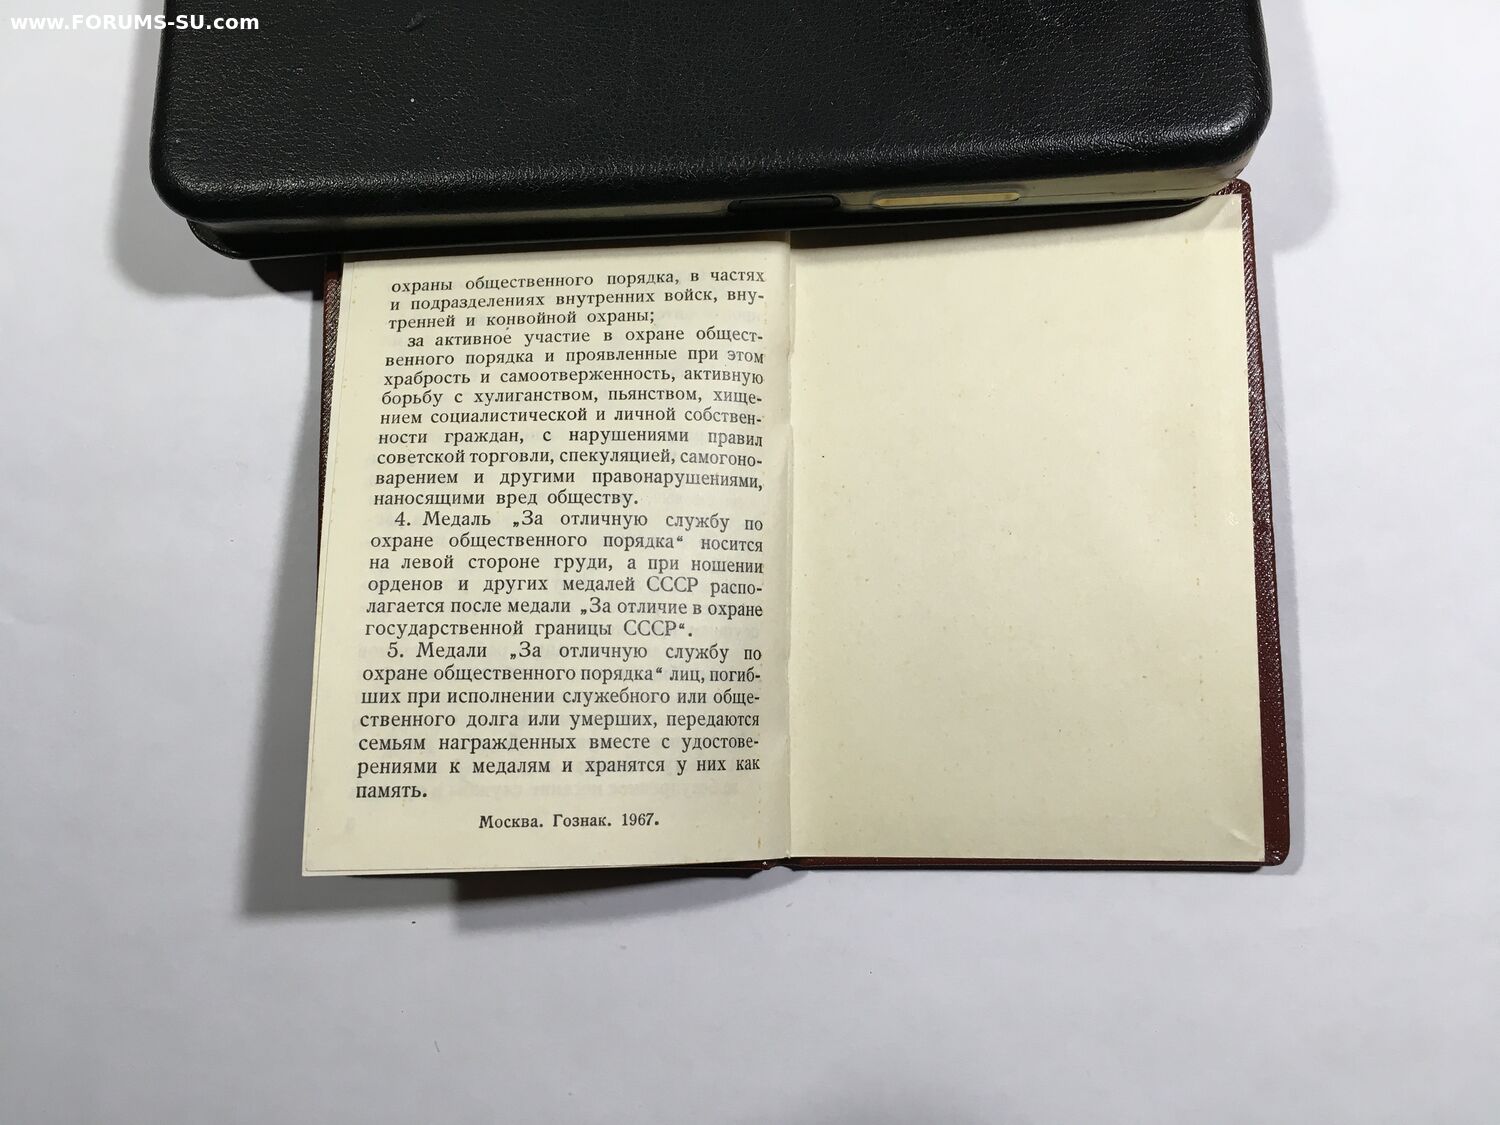 www.FORUMS-SU.com
охраны общественного порядка, в частях
и подразделениях внутренних войск, вну-
тренней и конвойной охраны;
за активное участие в охране общест-
венного порядка и проявленные при этом
храбрость и самоотверженность, активную
борьбу с хулиганством, пьянством, хище-
нием социалистической и личной собствен-
ности граждан, с нарушениями правил
советской торговли, спекуляцией, самогоно-
варением и другими правонарушениями,
наносящими вред обществу.
4. Медаль „За отличную службу по
охране общественного порядка“ носится
на левой стороне груди, а при ношении
орденов и других медалей СССР распо-
лагается после медали „За отличие в охране
государственной границы СССР“.
5. Медали „За отличную службу по
охране общественного порядка“ лиц, погиб-
ших при исполнении служебного или обще-
ственного долга или умерших, передаются
семьям награжденных вместе с удостове-
рениями к медалям и хранятся у них как
память.
Москва. Гознак. 1967.